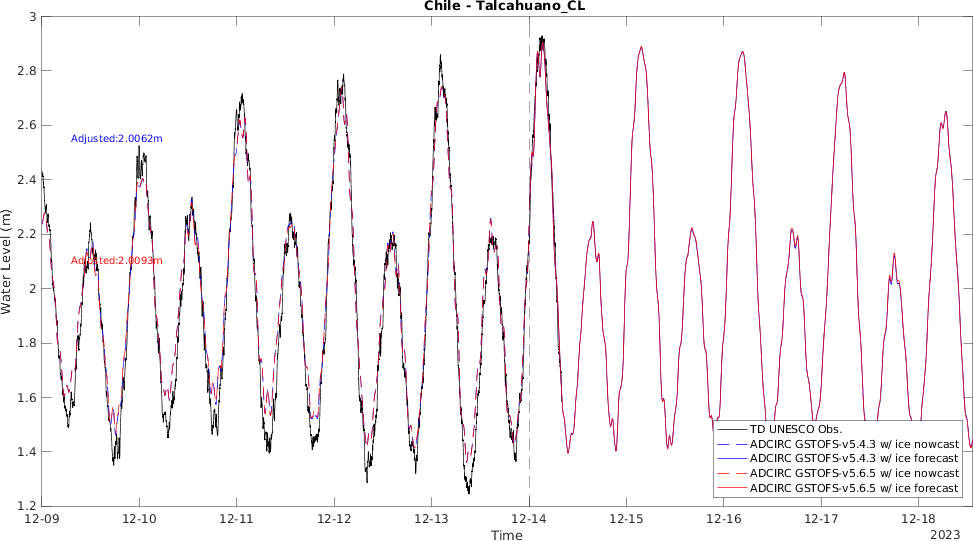 Chile - Talcahuano_CL
3
2.8
2.6
2.4
2.2
2
1.8
1.6
1.4
1.2
Water Level (m)
Adjusted:2.0062m
Adjusted:2.0093m
TD UNESCO Obs.
ADCIRC GSTOFS-v5.4.3 w/ ice nowcast
ADCIRC GSTOFS-v5.4.3 w/ ice forecast
ADCIRC GSTOFS-v5.6.5 w/ ice nowcast
ADCIRC GSTOFS-v5.6.5 w/ ice forecast
12-09 12-10 12-11 12-12 12-13 12-14 12-15 12-16 12-17 12-18
Time
2023